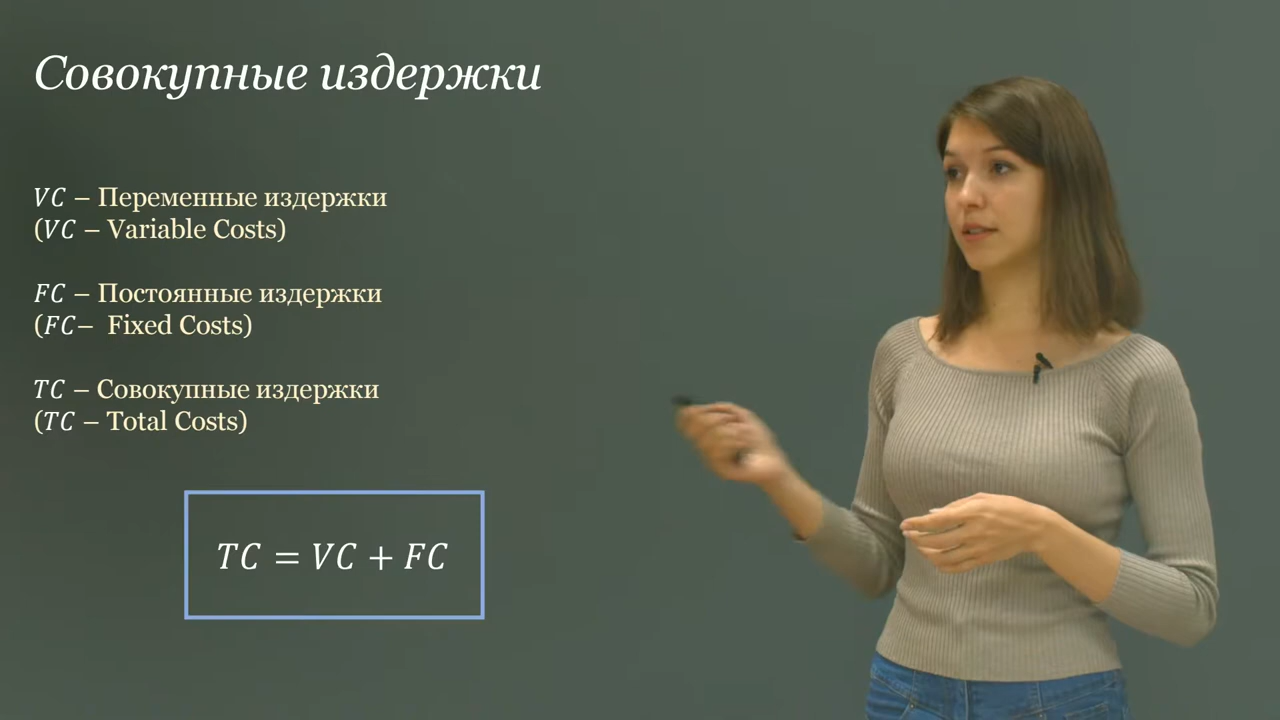 Совокупные издержки
VC – Переменные издержки
(VC – Variable Costs)
FC – Постоянные издержки
(FC– Fixed Costs)
TC – Совокупные издержки
(TC – Total Costs)
TC = VC + FC